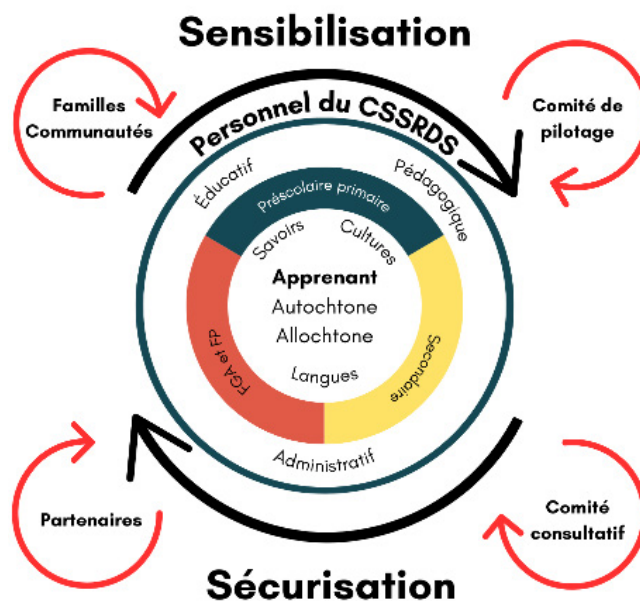 Sensibilisation
Familles
Communautés
Personnel du CSSRDS
Comité de
pilotage
Éducatif
Pédagogique
Préscolaire primaire
Savoirs
Cultures
Apprenant
Autochtone
Allochtone
Langues
FGA et FP
Secondaire
Administratif
Partenaires
Comité
consultatif
Sécurisation